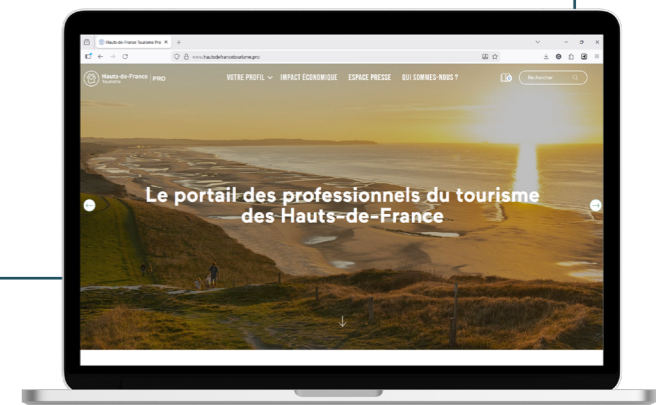 Hauts-de-France Tourisme Pro
www.hautsdefrancetourisme.pro
Hauts-de-France PRO
Tourisme
VOTRE PROFIL IMPACT ÉCONOMIQUE ESPACE PRESSE QUI SOMMES-NOUS ?
Rechercher
Le portail des professionnels du tourisme
des Hauts-de-France